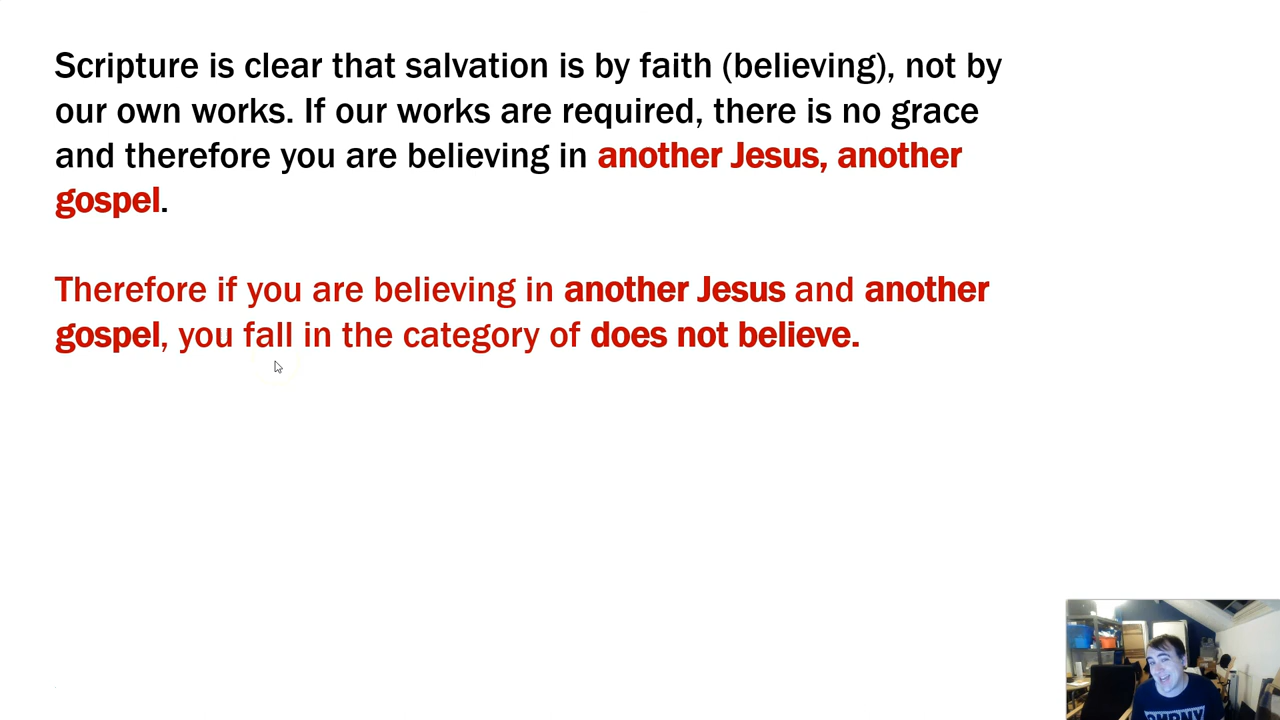 Scripture is clear that salvation is by faith (believing), not by
our own works. If our works are required, there is no grace
and therefore you are believing in another Jesus, another
gospel.
Therefore if you are believing in another Jesus and another
gospel, you fall in the category of does not believe.